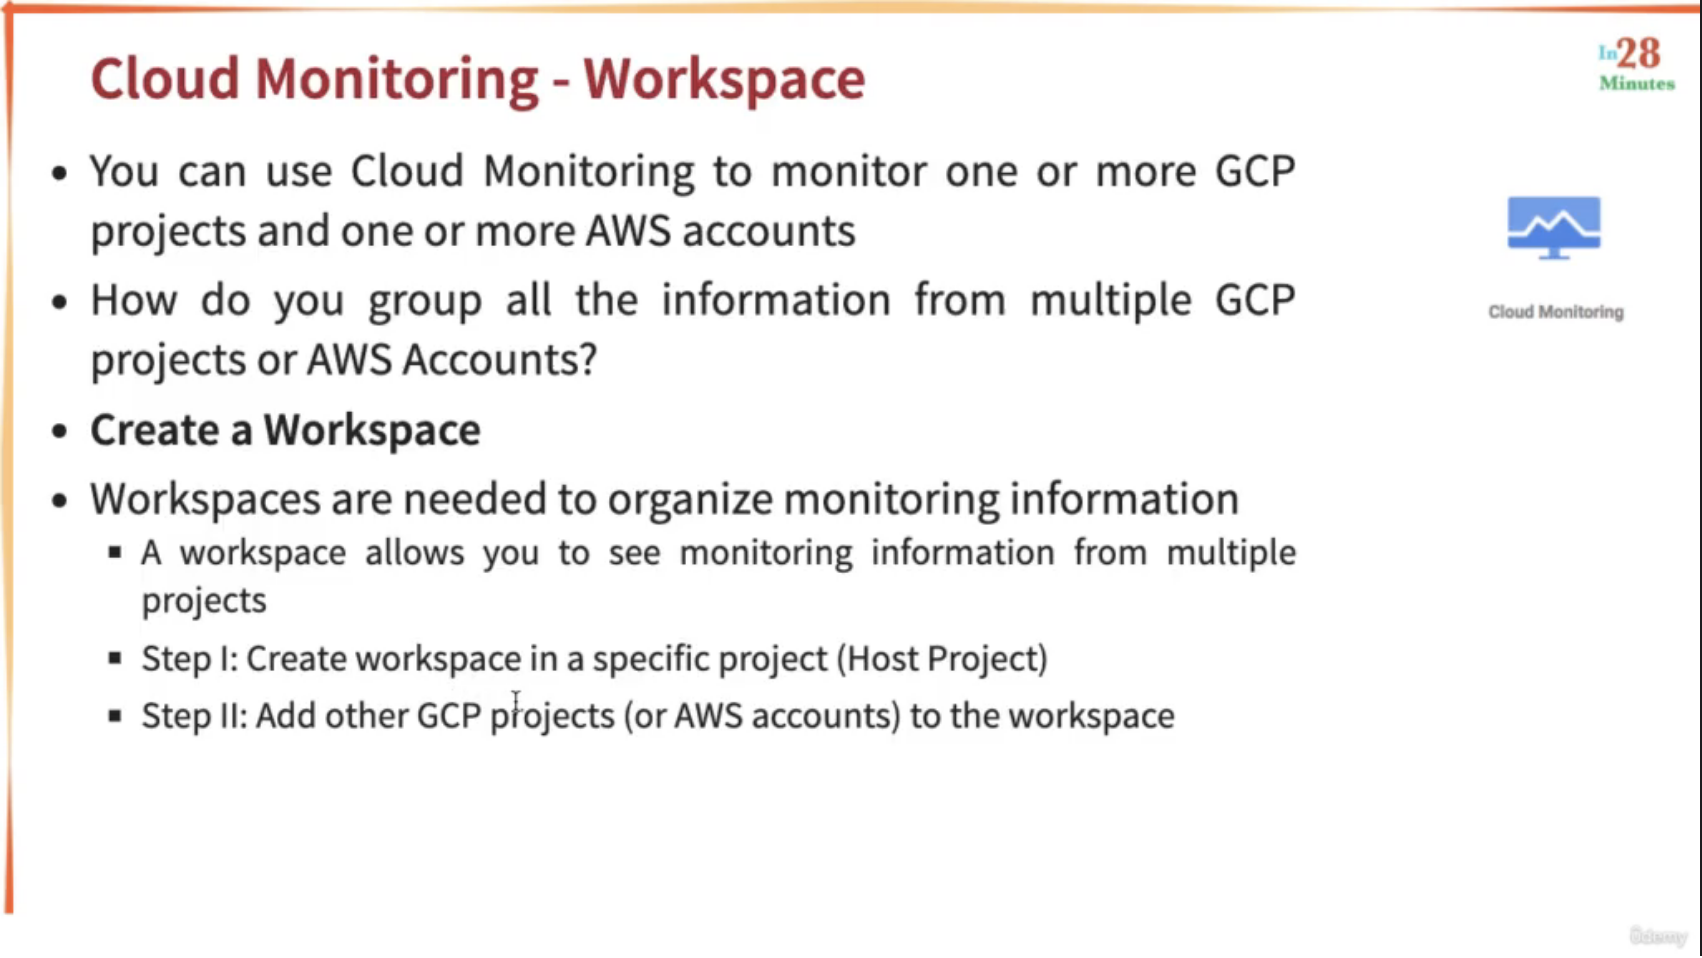 Cloud Monitoring - Workspace
In28
Minutes
• You can use Cloud Monitoring to monitor one or more GCP
projects and one or more AWS accounts
• How do you group all the information from multiple GCP
projects or AWS Accounts?
• Create a Workspace
• Workspaces are needed to organize monitoring information
▪ A workspace allows you to see monitoring information from multiple
projects
▪ Step I: Create workspace in a specific project (Host Project)
▪ Step II: Add other GCP projects (or AWS accounts) to the workspace
Cloud Monitoring
ûdemy